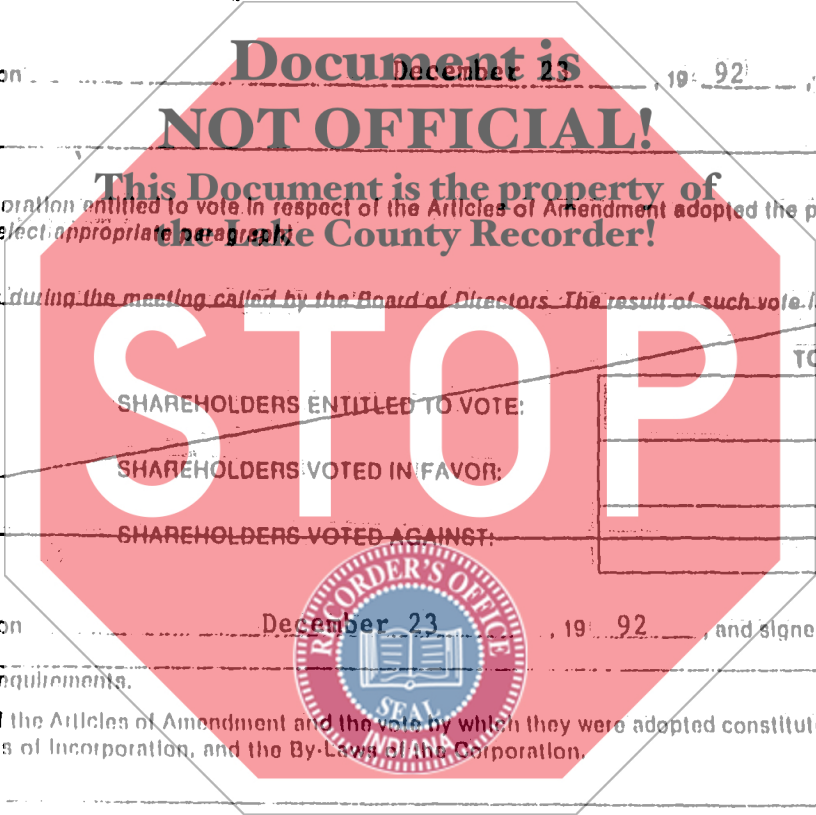 Document is
on December 23, 19 92,
NOT OFFICIAL!
This Document is the property of
oration entitled to vote in respect of the Articles of Amendment adopted the p
elect appropriate paragraph)
the Lake County Recorder!
during the meeting called by the Board of Directors. The result of such vote i
STOP
TO
SHAREHOLDERS ENTITLED TO VOTE:
SHAREHOLDERS VOTED IN FAVOR:
SHAREHOLDERS VOTED AGAINST:
RECORDER'S OFFICE
on December 23, 19 92, and signe
equirements.
SEAL
f the Articles of Amendment and the vote by which they were adopted constitut
INDIANA
s of Incorporation, and the By-Laws of the Corporation.